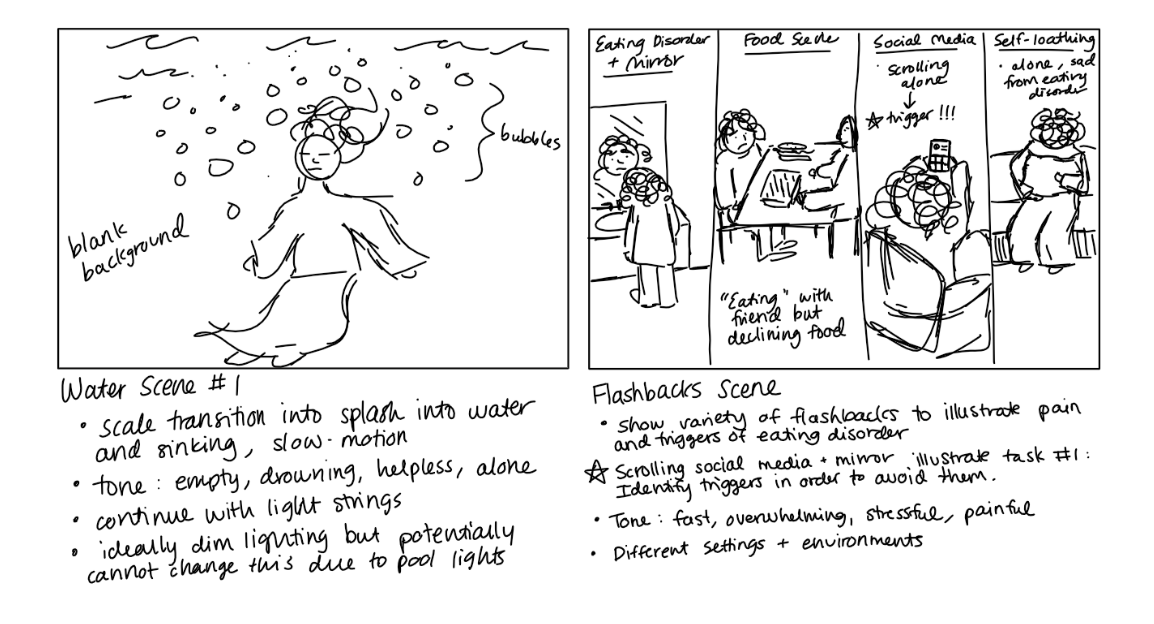 blank
background
bubbles
Water Scene #1
• scale transition into splash into water
and sinking, slow-motion
• tone: empty, drowning, helpless, alone
• continue with light strings
• ideally dim lighting but potentially
cannot change this due to pool lights
Eating Disorder
+ mirror
Food Scene
"Eating" with
friend but
declining food
Social Media
• Scrolling
alone
↓
☆ trigger !!!
Self-loathing
• alone, sad
from eating
disorder
Flashbacks Scene
• show variety of flashbacks to illustrate pain
and triggers of eating disorder
☆ Scrolling social media + mirror illustrate task #1:
Identify triggers in order to avoid them.
• Tone: fast, overwhelming, stressful, painful
• Different settings + environments